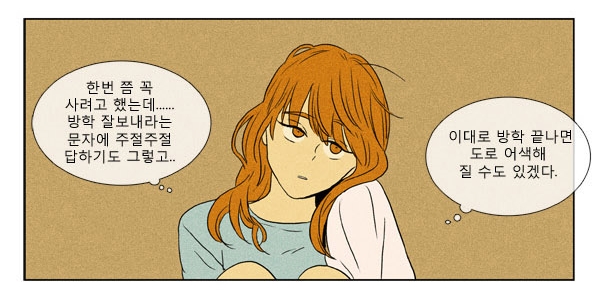 한번 쯤 꼭
사려고 했는데......
방학 잘보내라는
문자에 주절주절
답하기도 그렇고..
이대로 방학 끝나면
도로 어색해
질 수도 있겠다.